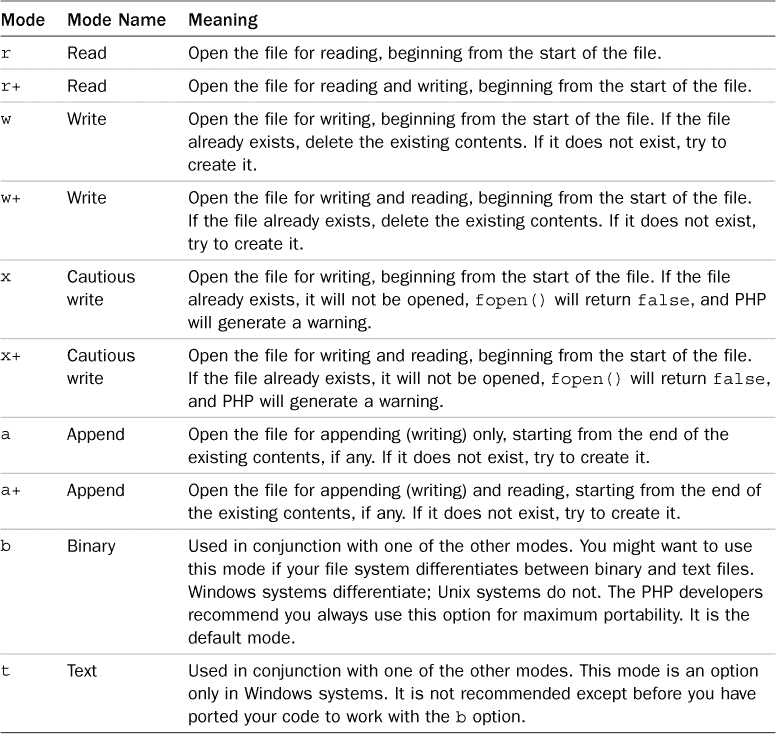 Mode Mode Name Meaning
r Read Open the file for reading, beginning from the start of the file.
r+ Read Open the file for reading and writing, beginning from the start of the file.
w Write Open the file for writing, beginning from the start of the file. If the file
already exists, delete the existing contents. If it does not exist, try to
create it.
w+ Write Open the file for writing and reading, beginning from the start of the file.
If the file already exists, delete the existing contents. If it does not exist,
try to create it.
x Cautious Open the file for writing, beginning from the start of the file. If the file
write already exists, it will not be opened, fopen() will return false, and PHP
will generate a warning.
x+ Cautious Open the file for writing and reading, beginning from the start of the file.
write If the file already exists, it will not be opened, fopen() will return false,
and PHP will generate a warning.
a Append Open the file for appending (writing) only, starting from the end of the
existing contents, if any. If it does not exist, try to create it.
a+ Append Open the file for appending (writing) and reading, starting from the end of
the existing contents, if any. If it does not exist, try to create it.
b Binary Used in conjunction with one of the other modes. You might want to use
this mode if your file system differentiates between binary and text files.
Windows systems differentiate; Unix systems do not. The PHP developers
recommend you always use this option for maximum portability. It is the
default mode.
t Text Used in conjunction with one of the other modes. This mode is an option
only in Windows systems. It is not recommended except before you have
ported your code to work with the b option.